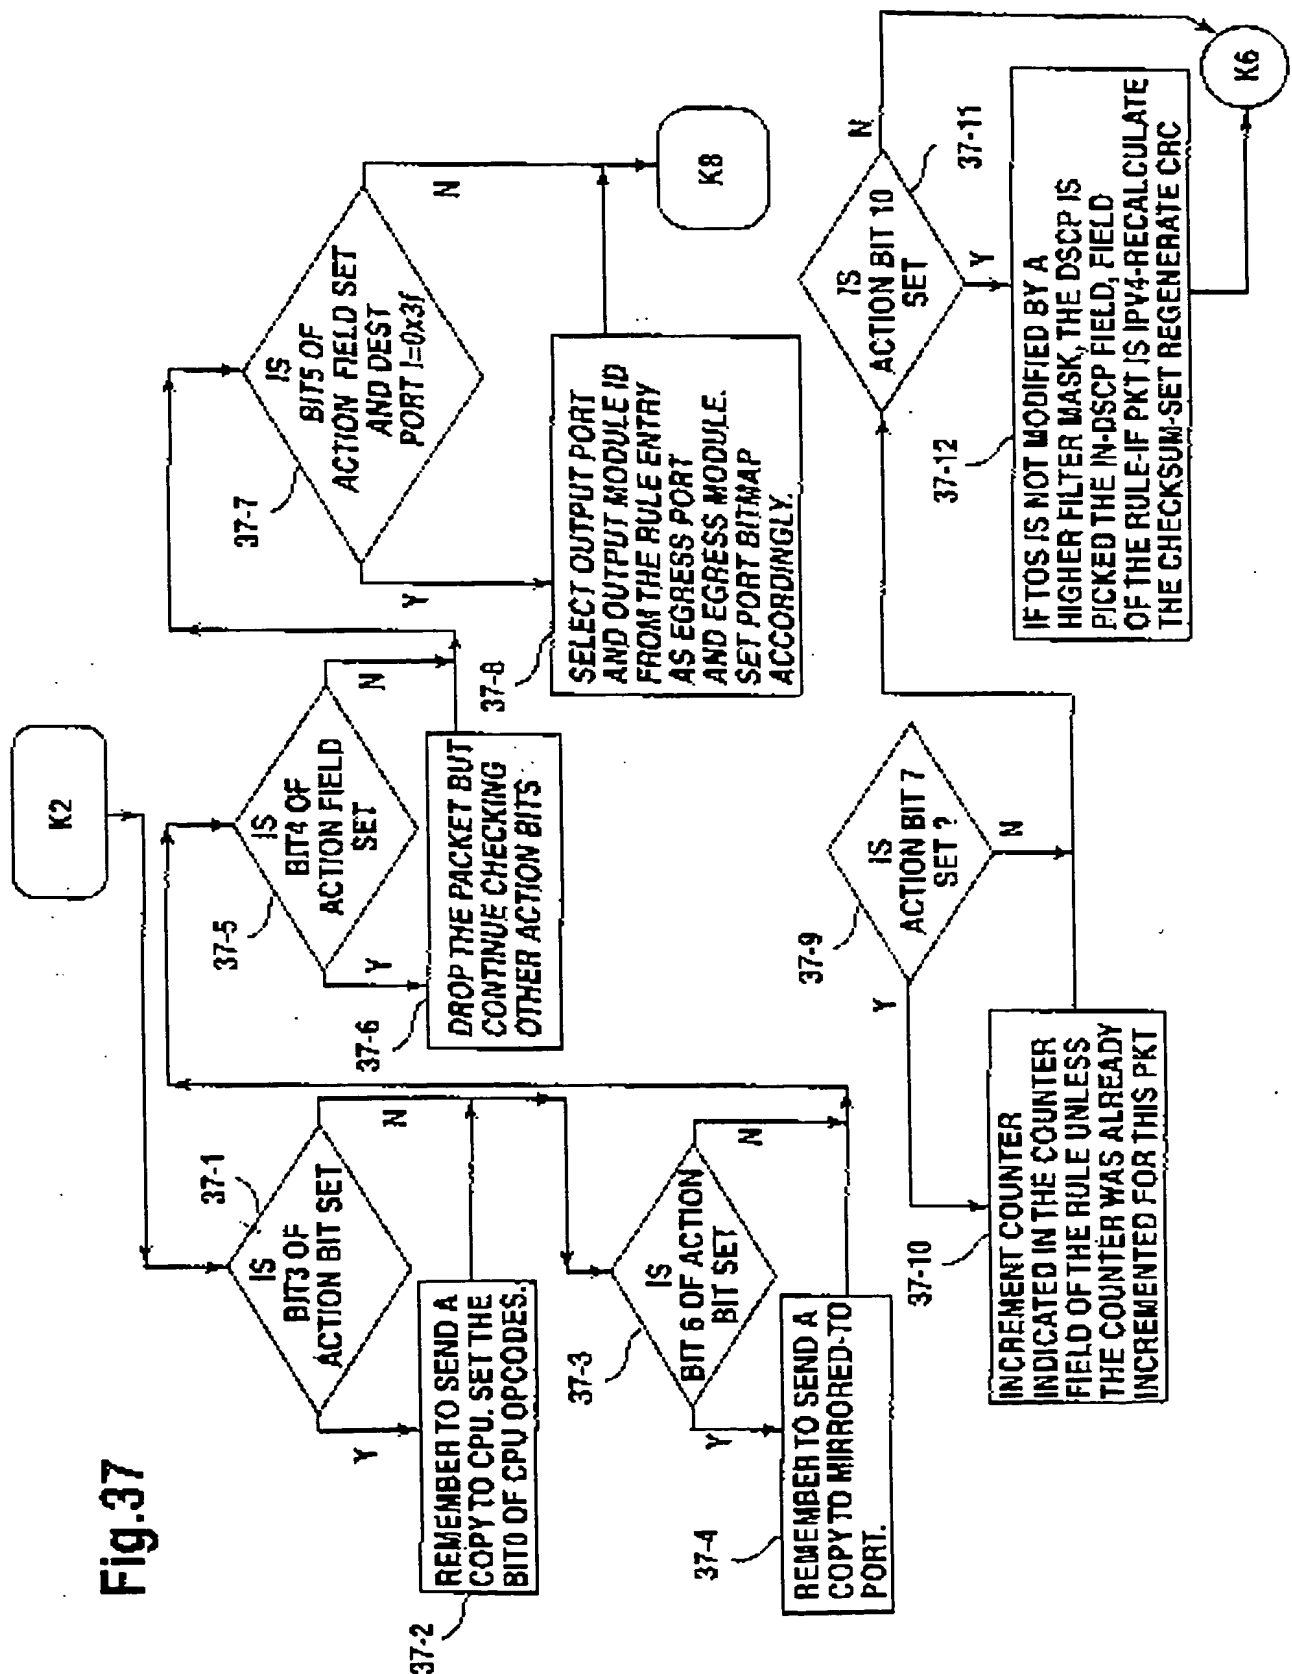 Fig.37
K2
37-1
IS
BIT3 OF
ACTION BIT SET
Y
N
37-2
REMEMBER TO SEND A
COPY TO CPU. SET THE
BIT0 OF CPU OPCODES.
37-3
IS
BIT 6 OF ACTION
BIT SET
Y
N
37-4
REMEMBER TO SEND A
COPY TO MIRRORED-TO
PORT.
37-5
IS
BIT4 OF
ACTION FIELD
SET
Y
N
37-6
DROP THE PACKET BUT
CONTINUE CHECKING
OTHER ACTION BITS
37-7
IS
BIT5 OF
ACTION FIELD SET
AND DEST
PORT !=0x3f
Y
N
37-8
SELECT OUTPUT PORT
AND OUTPUT MODULE ID
FROM THE RULE ENTRY
AS EGRESS PORT
AND EGRESS MODULE.
SET PORT BITMAP
ACCORDINGLY.
K8
37-9
IS
ACTION BIT 7
SET ?
Y
N
37-10
INCREMENT COUNTER
INDICATED IN THE COUNTER
FIELD OF THE RULE UNLESS
THE COUNTER WAS ALREADY
INCREMENTED FOR THIS PKT
37-11
IS
ACTION BIT 10
SET
Y
N
37-12
IF TOS IS NOT MODIFIED BY A
HIGHER FILTER MASK, THE DSCP IS
PICKED THE IN-DSCP FIELD, FIELD
OF THE RULE-IF PKT IS IPV4-RECALCULATE
THE CHECKSUM-SET REGENERATE CRC
K6